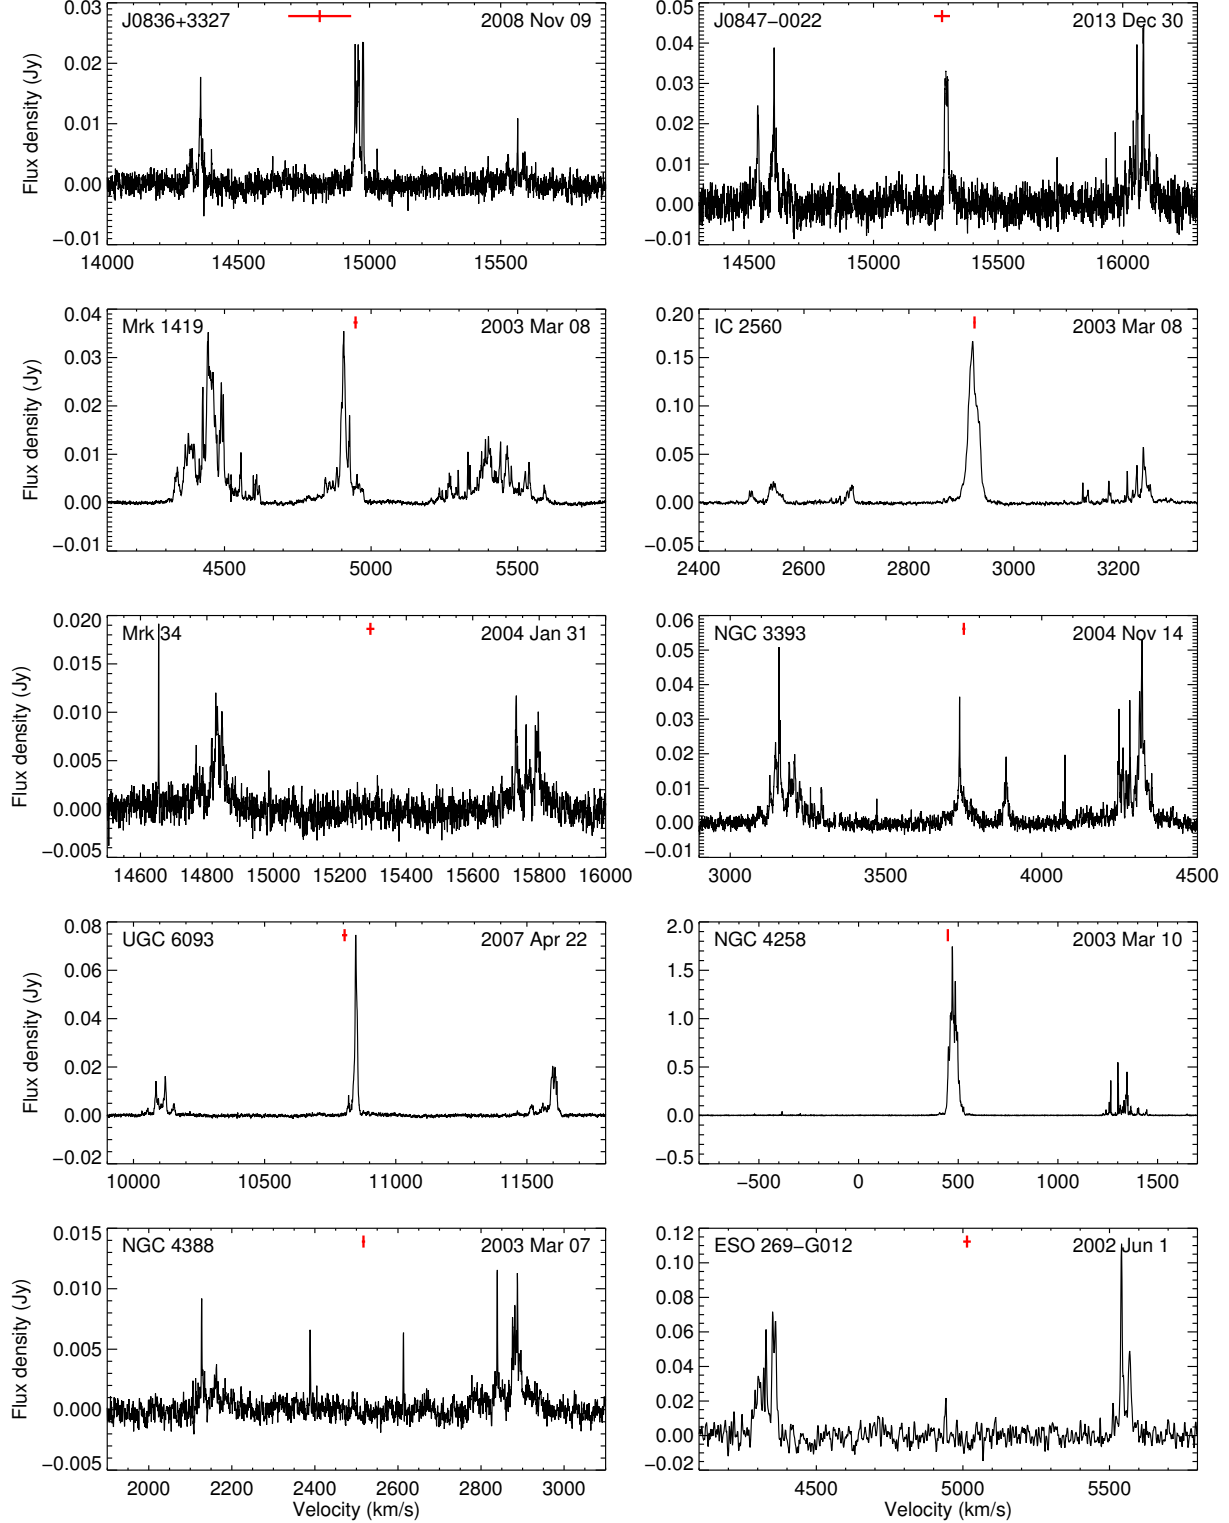 J0836+3327 2008 Nov 09
0.03
0.02
0.01
0.00
−0.01
Flux density (Jy)
14000 14500 15000 15500
J0847−0022 2013 Dec 30
0.05
0.04
0.03
0.02
0.01
0.00
−0.01
14500 15000 15500 16000
Mrk 1419 2003 Mar 08
0.04
0.03
0.02
0.01
0.00
−0.01
Flux density (Jy)
4500 5000 5500
IC 2560 2003 Mar 08
0.20
0.15
0.10
0.05
0.00
−0.05
2400 2600 2800 3000 3200
Mrk 34 2004 Jan 31
0.020
0.015
0.010
0.005
0.000
−0.005
Flux density (Jy)
14600 14800 15000 15200 15400 15600 15800 16000
NGC 3393 2004 Nov 14
0.06
0.05
0.04
0.03
0.02
0.01
0.00
−0.01
3000 3500 4000 4500
UGC 6093 2007 Apr 22
0.08
0.06
0.04
0.02
0.00
−0.02
Flux density (Jy)
10000 10500 11000 11500
NGC 4258 2003 Mar 10
2.0
1.5
1.0
0.5
0.0
−0.5
−500 0 500 1000 1500
NGC 4388 2003 Mar 07
0.015
0.010
0.005
0.000
−0.005
Flux density (Jy)
2000 2200 2400 2600 2800 3000
Velocity (km/s)
ESO 269−G012 2002 Jun 1
0.12
0.10
0.08
0.06
0.04
0.02
0.00
−0.02
4500 5000 5500
Velocity (km/s)